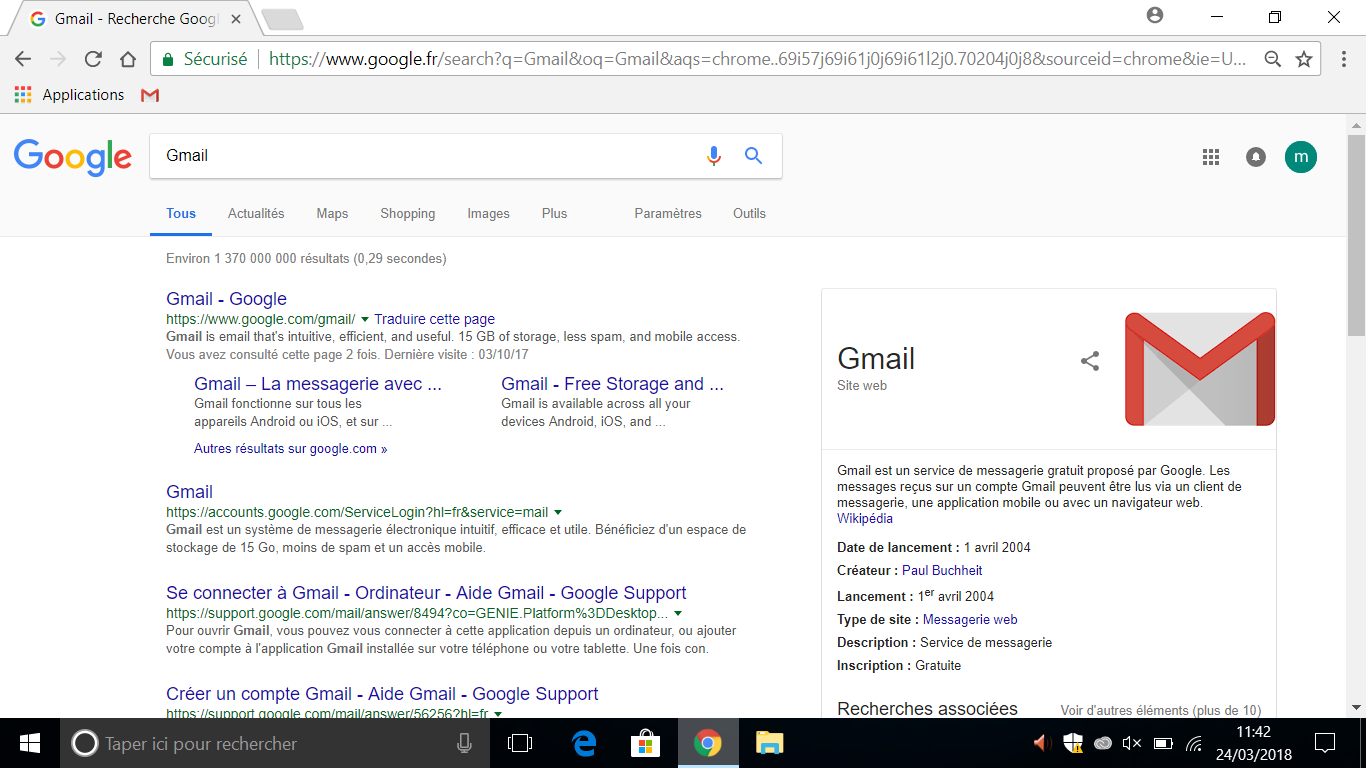 Gmail - Recherche Googl
Sécurisé
https://www.google.fr/search?q=Gmail&oq=Gmail&aqs=chrome..69i57j69i61j0j69i61l2j0.70204j0j8&sourceid=chrome&ie=U...
Applications
Google
Gmail
m
Tous Actualités Maps Shopping Images Plus Paramètres Outils
Environ 1 370 000 000 résultats (0,29 secondes)
Gmail - Google
https://www.google.com/gmail/ Traduire cette page
Gmail is email that's intuitive, efficient, and useful. 15 GB of storage, less spam, and mobile access.
Vous avez consulté cette page 2 fois. Dernière visite : 03/10/17
Gmail – La messagerie avec ...
Gmail fonctionne sur tous les
appareils Android ou iOS, et sur ...
Gmail - Free Storage and ...
Gmail is available across all your
devices Android, iOS, and ...
Autres résultats sur google.com »
Gmail
https://accounts.google.com/ServiceLogin?hl=fr&service=mail
Gmail est un système de messagerie électronique intuitif, efficace et utile. Bénéficiez d'un espace de
stockage de 15 Go, moins de spam et un accès mobile.
Se connecter à Gmail - Ordinateur - Aide Gmail - Google Support
https://support.google.com/mail/answer/8494?co=GENIE.Platform%3DDesktop...
Pour ouvrir Gmail, vous pouvez vous connecter à cette application depuis un ordinateur, ou ajouter
votre compte à l'application Gmail installée sur votre téléphone ou votre tablette. Une fois con.
Créer un compte Gmail - Aide Gmail - Google Support
https://support.google.com/mail/answer/56256?hl=fr
Gmail
Site web
Gmail est un service de messagerie gratuit proposé par Google. Les
messages reçus sur un compte Gmail peuvent être lus via un client de
messagerie, une application mobile ou avec un navigateur web.
Wikipédia
Date de lancement : 1 avril 2004
Créateur : Paul Buchheit
Lancement : 1er avril 2004
Type de site : Messagerie web
Description : Service de messagerie
Inscription : Gratuite
Recherches associées Voir d'autres éléments (plus de 10)
Taper ici pour rechercher
11:42
24/03/2018